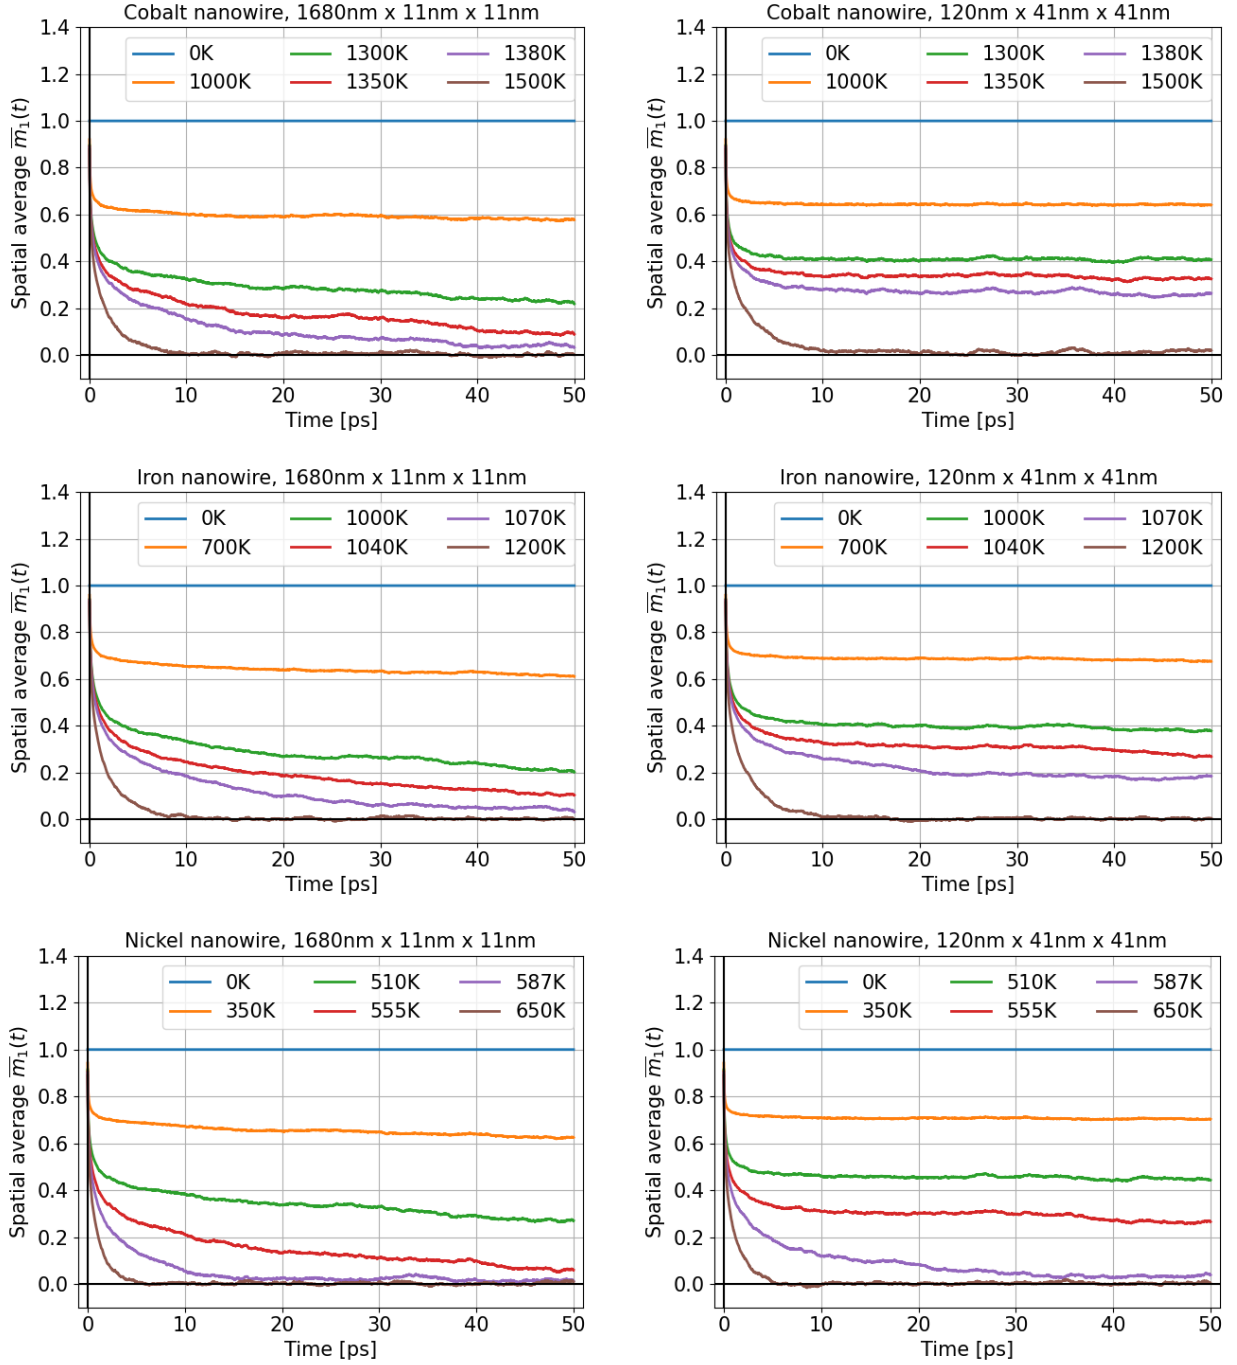 Cobalt nanowire, 1680nm x 11nm x 11nm
0K 1300K 1380K
1000K 1350K 1500K
1.4
1.2
1.0
0.8
0.6
0.4
0.2
0.0
Spatial average m̅₁(t)
0 10 20 30 40 50
Time [ps]
Cobalt nanowire, 120nm x 41nm x 41nm
0K 1300K 1380K
1000K 1350K 1500K
1.4
1.2
1.0
0.8
0.6
0.4
0.2
0.0
Spatial average m̅₁(t)
0 10 20 30 40 50
Time [ps]
Iron nanowire, 1680nm x 11nm x 11nm
0K 1000K 1070K
700K 1040K 1200K
1.4
1.2
1.0
0.8
0.6
0.4
0.2
0.0
Spatial average m̅₁(t)
0 10 20 30 40 50
Time [ps]
Iron nanowire, 120nm x 41nm x 41nm
0K 1000K 1070K
700K 1040K 1200K
1.4
1.2
1.0
0.8
0.6
0.4
0.2
0.0
Spatial average m̅₁(t)
0 10 20 30 40 50
Time [ps]
Nickel nanowire, 1680nm x 11nm x 11nm
0K 510K 587K
350K 555K 650K
1.4
1.2
1.0
0.8
0.6
0.4
0.2
0.0
Spatial average m̅₁(t)
0 10 20 30 40 50
Time [ps]
Nickel nanowire, 120nm x 41nm x 41nm
0K 510K 587K
350K 555K 650K
1.4
1.2
1.0
0.8
0.6
0.4
0.2
0.0
Spatial average m̅₁(t)
0 10 20 30 40 50
Time [ps]